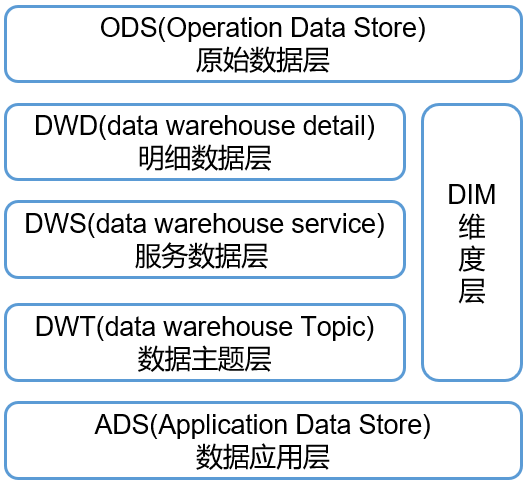 ODS(Operation Data Store)
原始数据层
DWD(data warehouse detail)
明细数据层
DWS(data warehouse service)
服务数据层
DWT(data warehouse Topic)
数据主题层
DIM
维
度
层
ADS(Application Data Store)
数据应用层